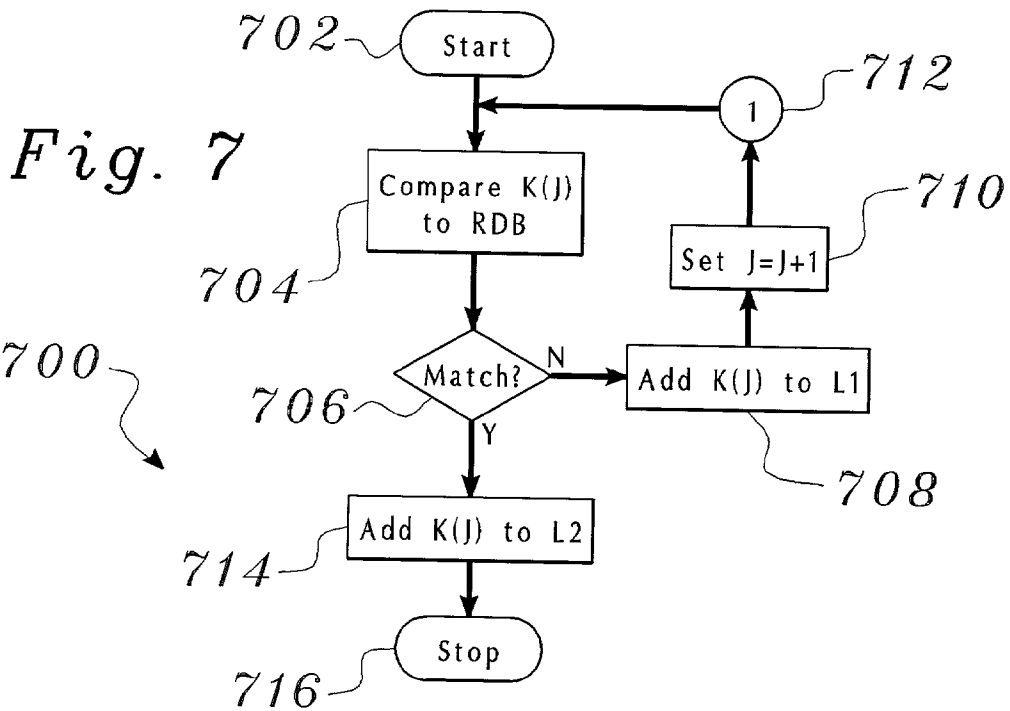 702
Start
1
712
Fig. 7
Compare K(J)
to RDB
704
710
Set J=J+1
700
Match?
N
706
Y
Add K(J) to L1
708
Add K(J) to L2
714
Stop
716